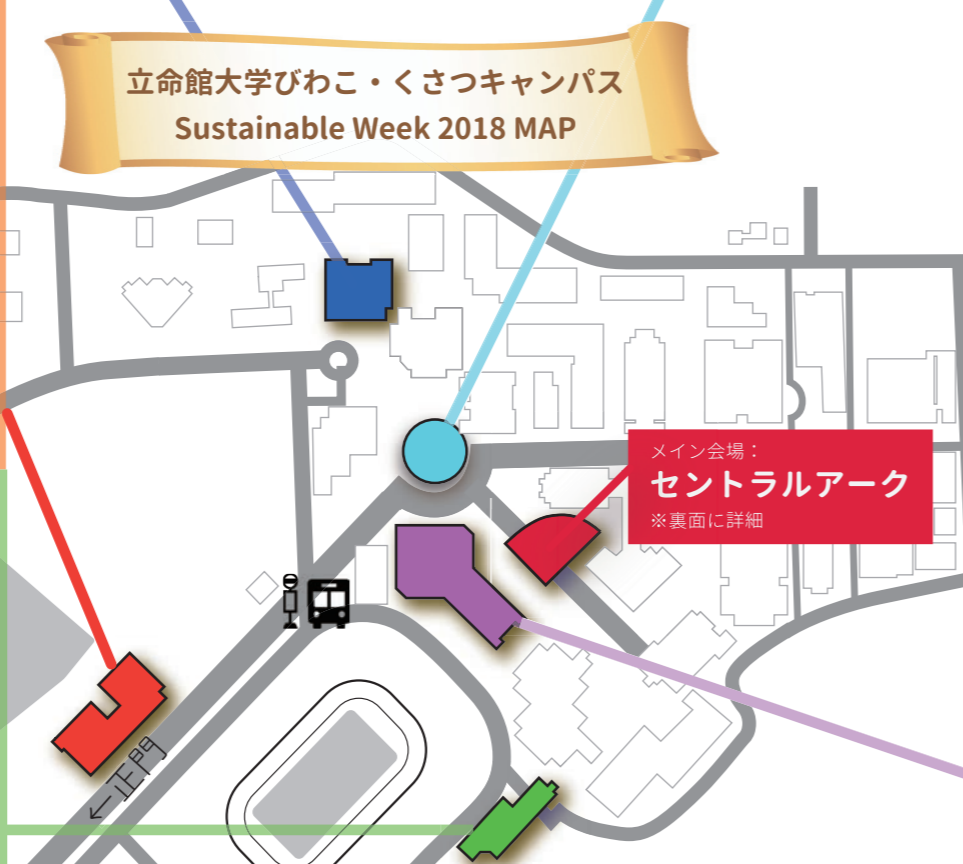 立命館大学びわこ・くさつキャンパス
Sustainable Week 2018 MAP
メイン会場：
セントラルアーク
※裏面に詳細
←正門